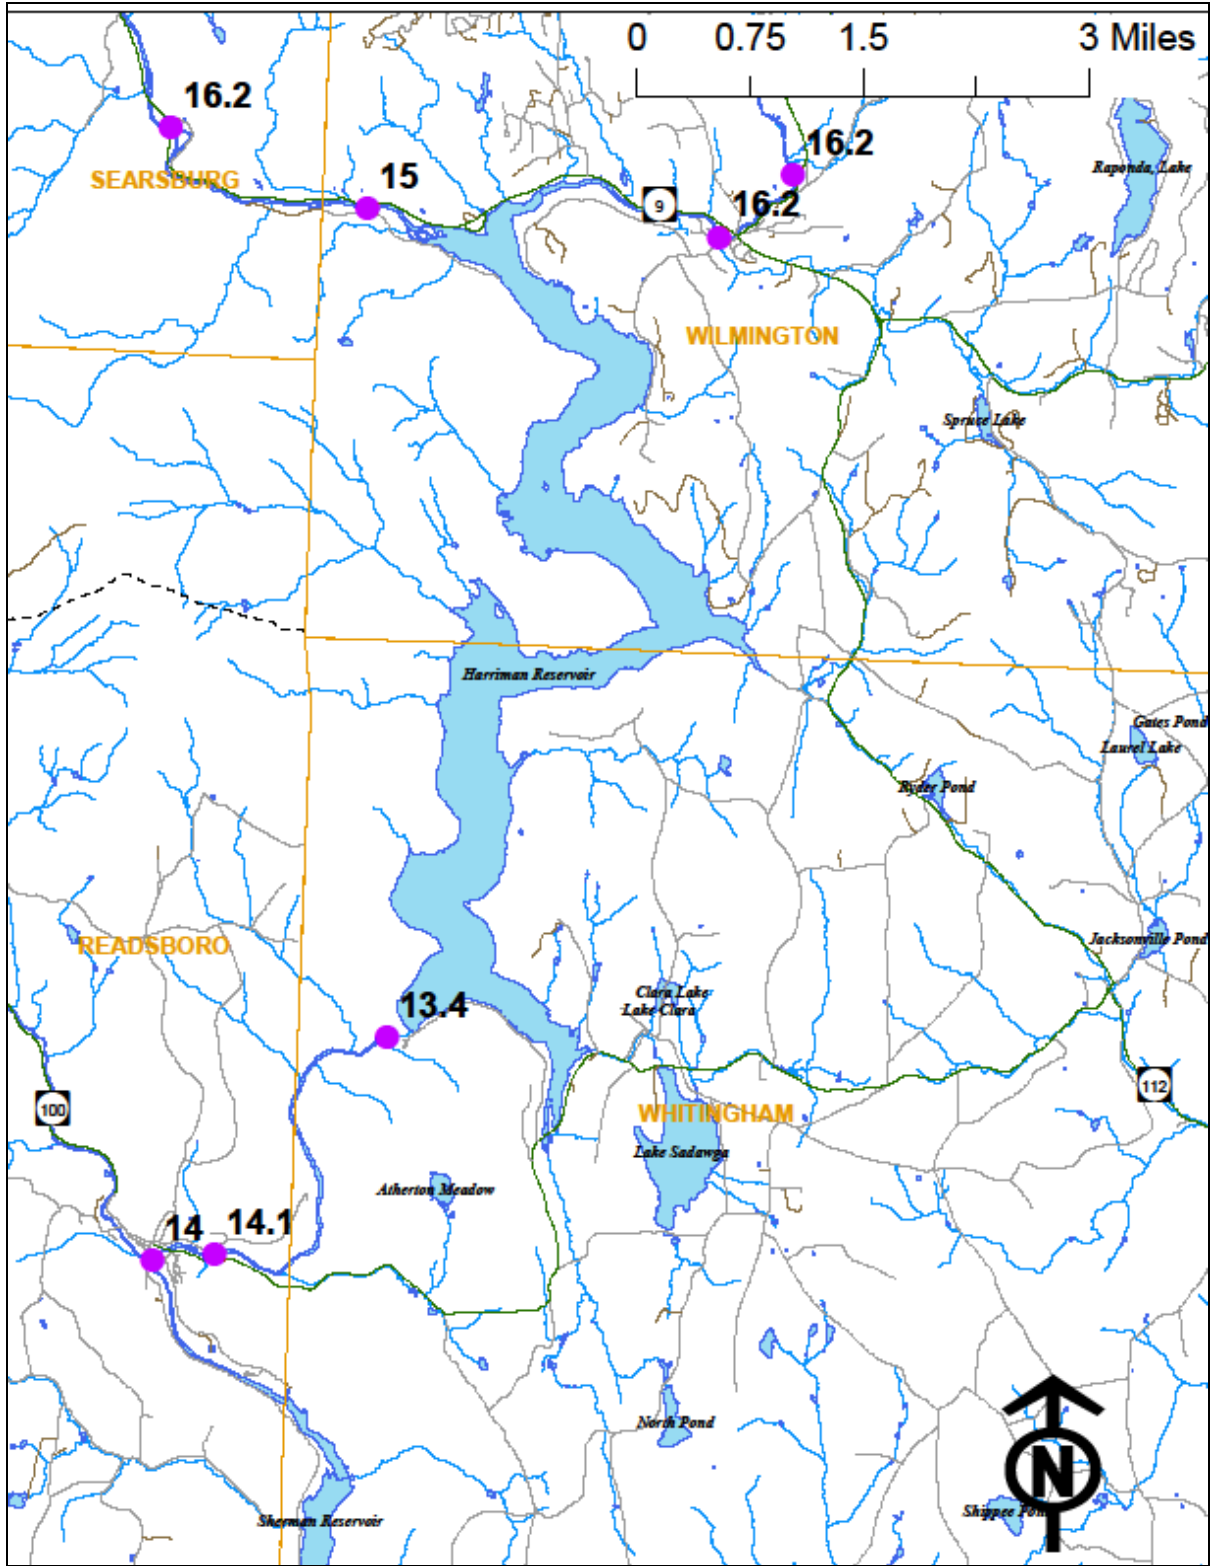 0 0.75 1.5 3 Miles
16.2
16.2
Raponda, Lake
SEARSBURG
15
16.2
9
WILMINGTON
Spruce Lake
Harriman Reservoir
Gates Pond
Laurel Lake
Ryder Pond
READSBORO
Jacksonville Pond
Clara Lake
Lake Clara
13.4
100
112
WHITINGHAM
Lake Sadawga
Atherton Meadow
14
14.1
North Pond
N
Shippee Pon
Sherman Reservoir